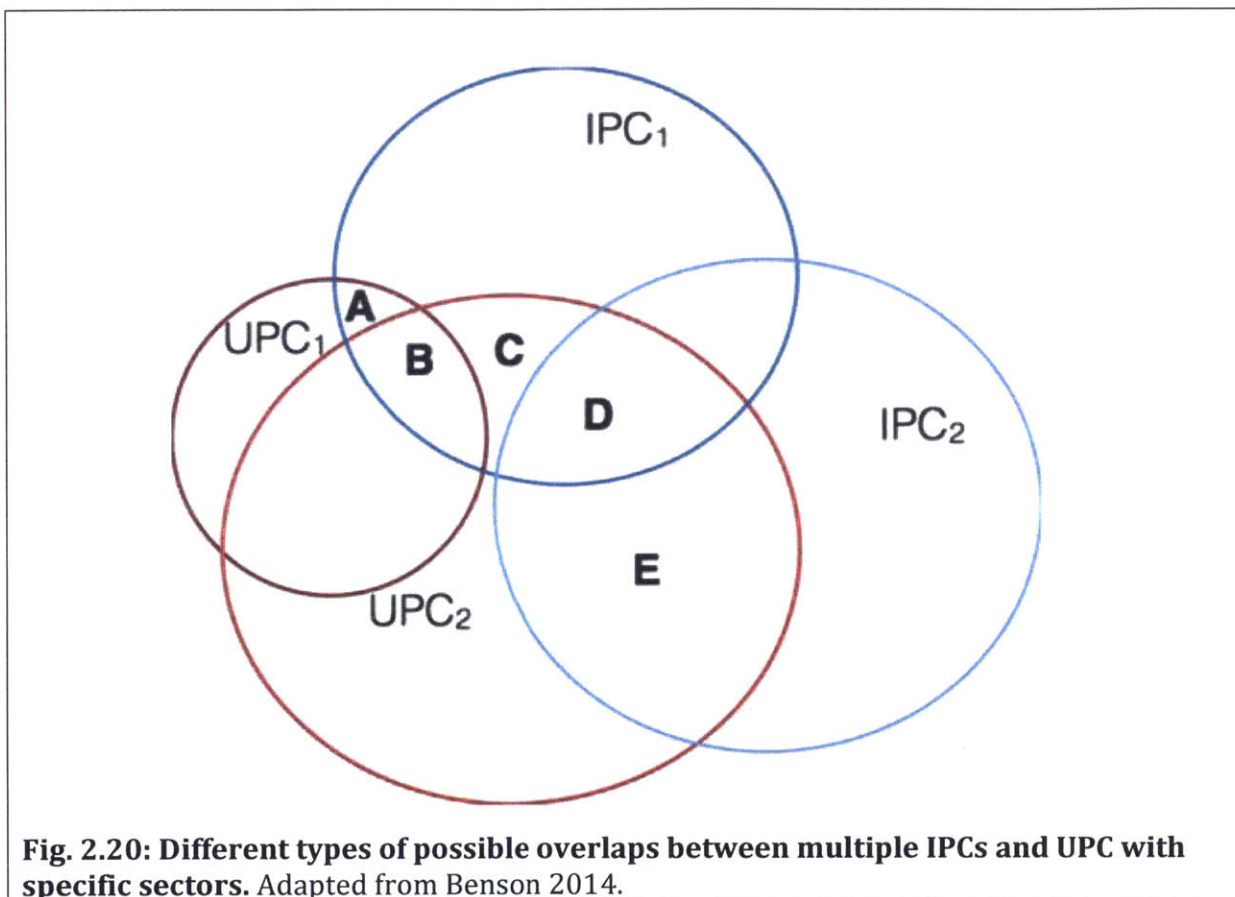 IPC₁
A
UPC₁
B
C
D
IPC₂
E
UPC₂
Fig. 2.20: Different types of possible overlaps between multiple IPCs and UPC with
specific sectors. Adapted from Benson 2014.